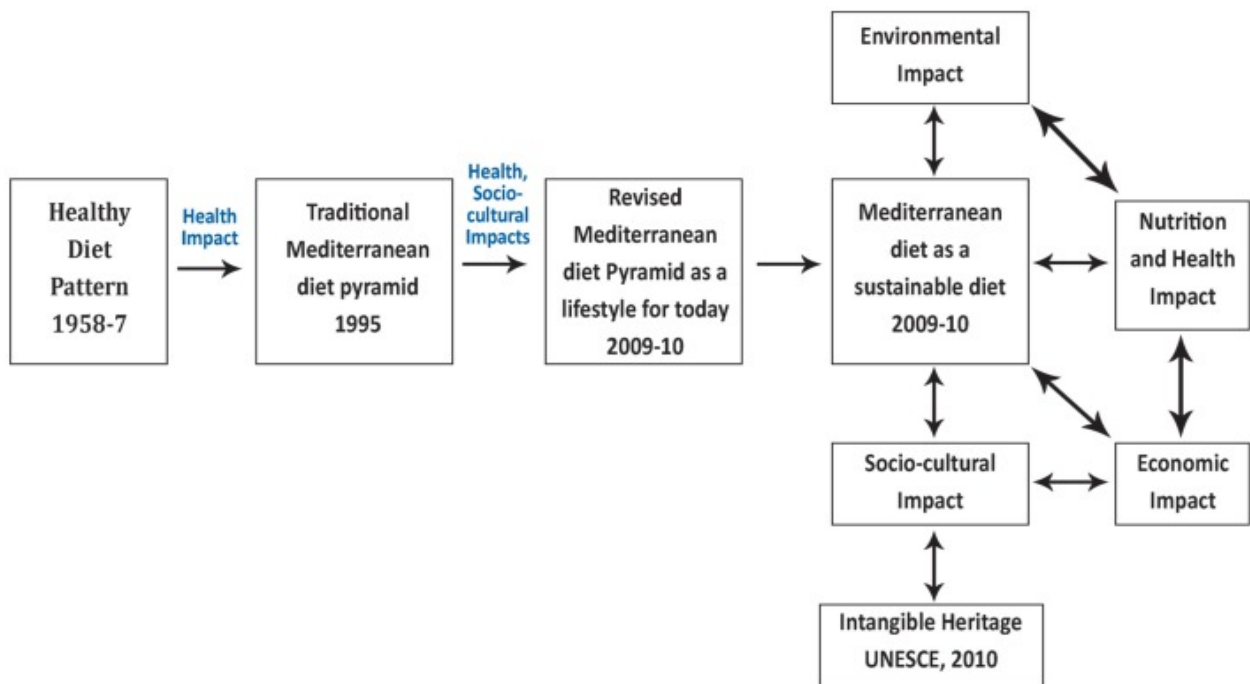 Environmental
Impact
Healthy
Diet
Pattern
1958-7
Health
Impact
Traditional
Mediterranean
diet pyramid
1995
Health,
Socio-
cultural
Impacts
Revised
Mediterranean
diet Pyramid as a
lifestyle for today
2009-10
Mediterranean
diet as a
sustainable diet
2009-10
Nutrition
and Health
Impact
Socio-cultural
Impact
Economic
Impact
Intangible Heritage
UNESCE, 2010